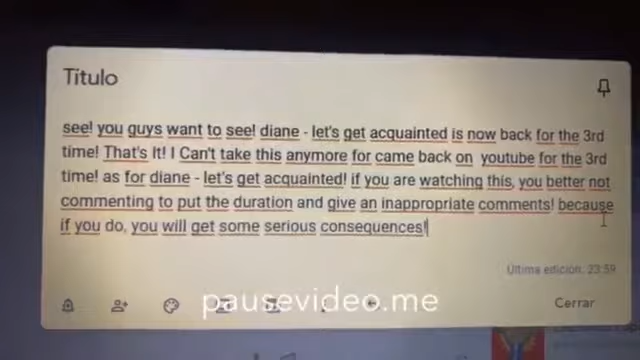 Título
see! you guys want to see! diane - let's get acquainted is now back for the 3rd
time! That's It! I Can't take this anymore for came back on youtube for the 3rd
time! as for diane - let's get acquainted! if you are watching this, you better not
commenting to put the duration and give an inappropriate comments! because
if you do, you will get some serious consequences!
Última edición: 23:59
pausevideo.me
Cerrar